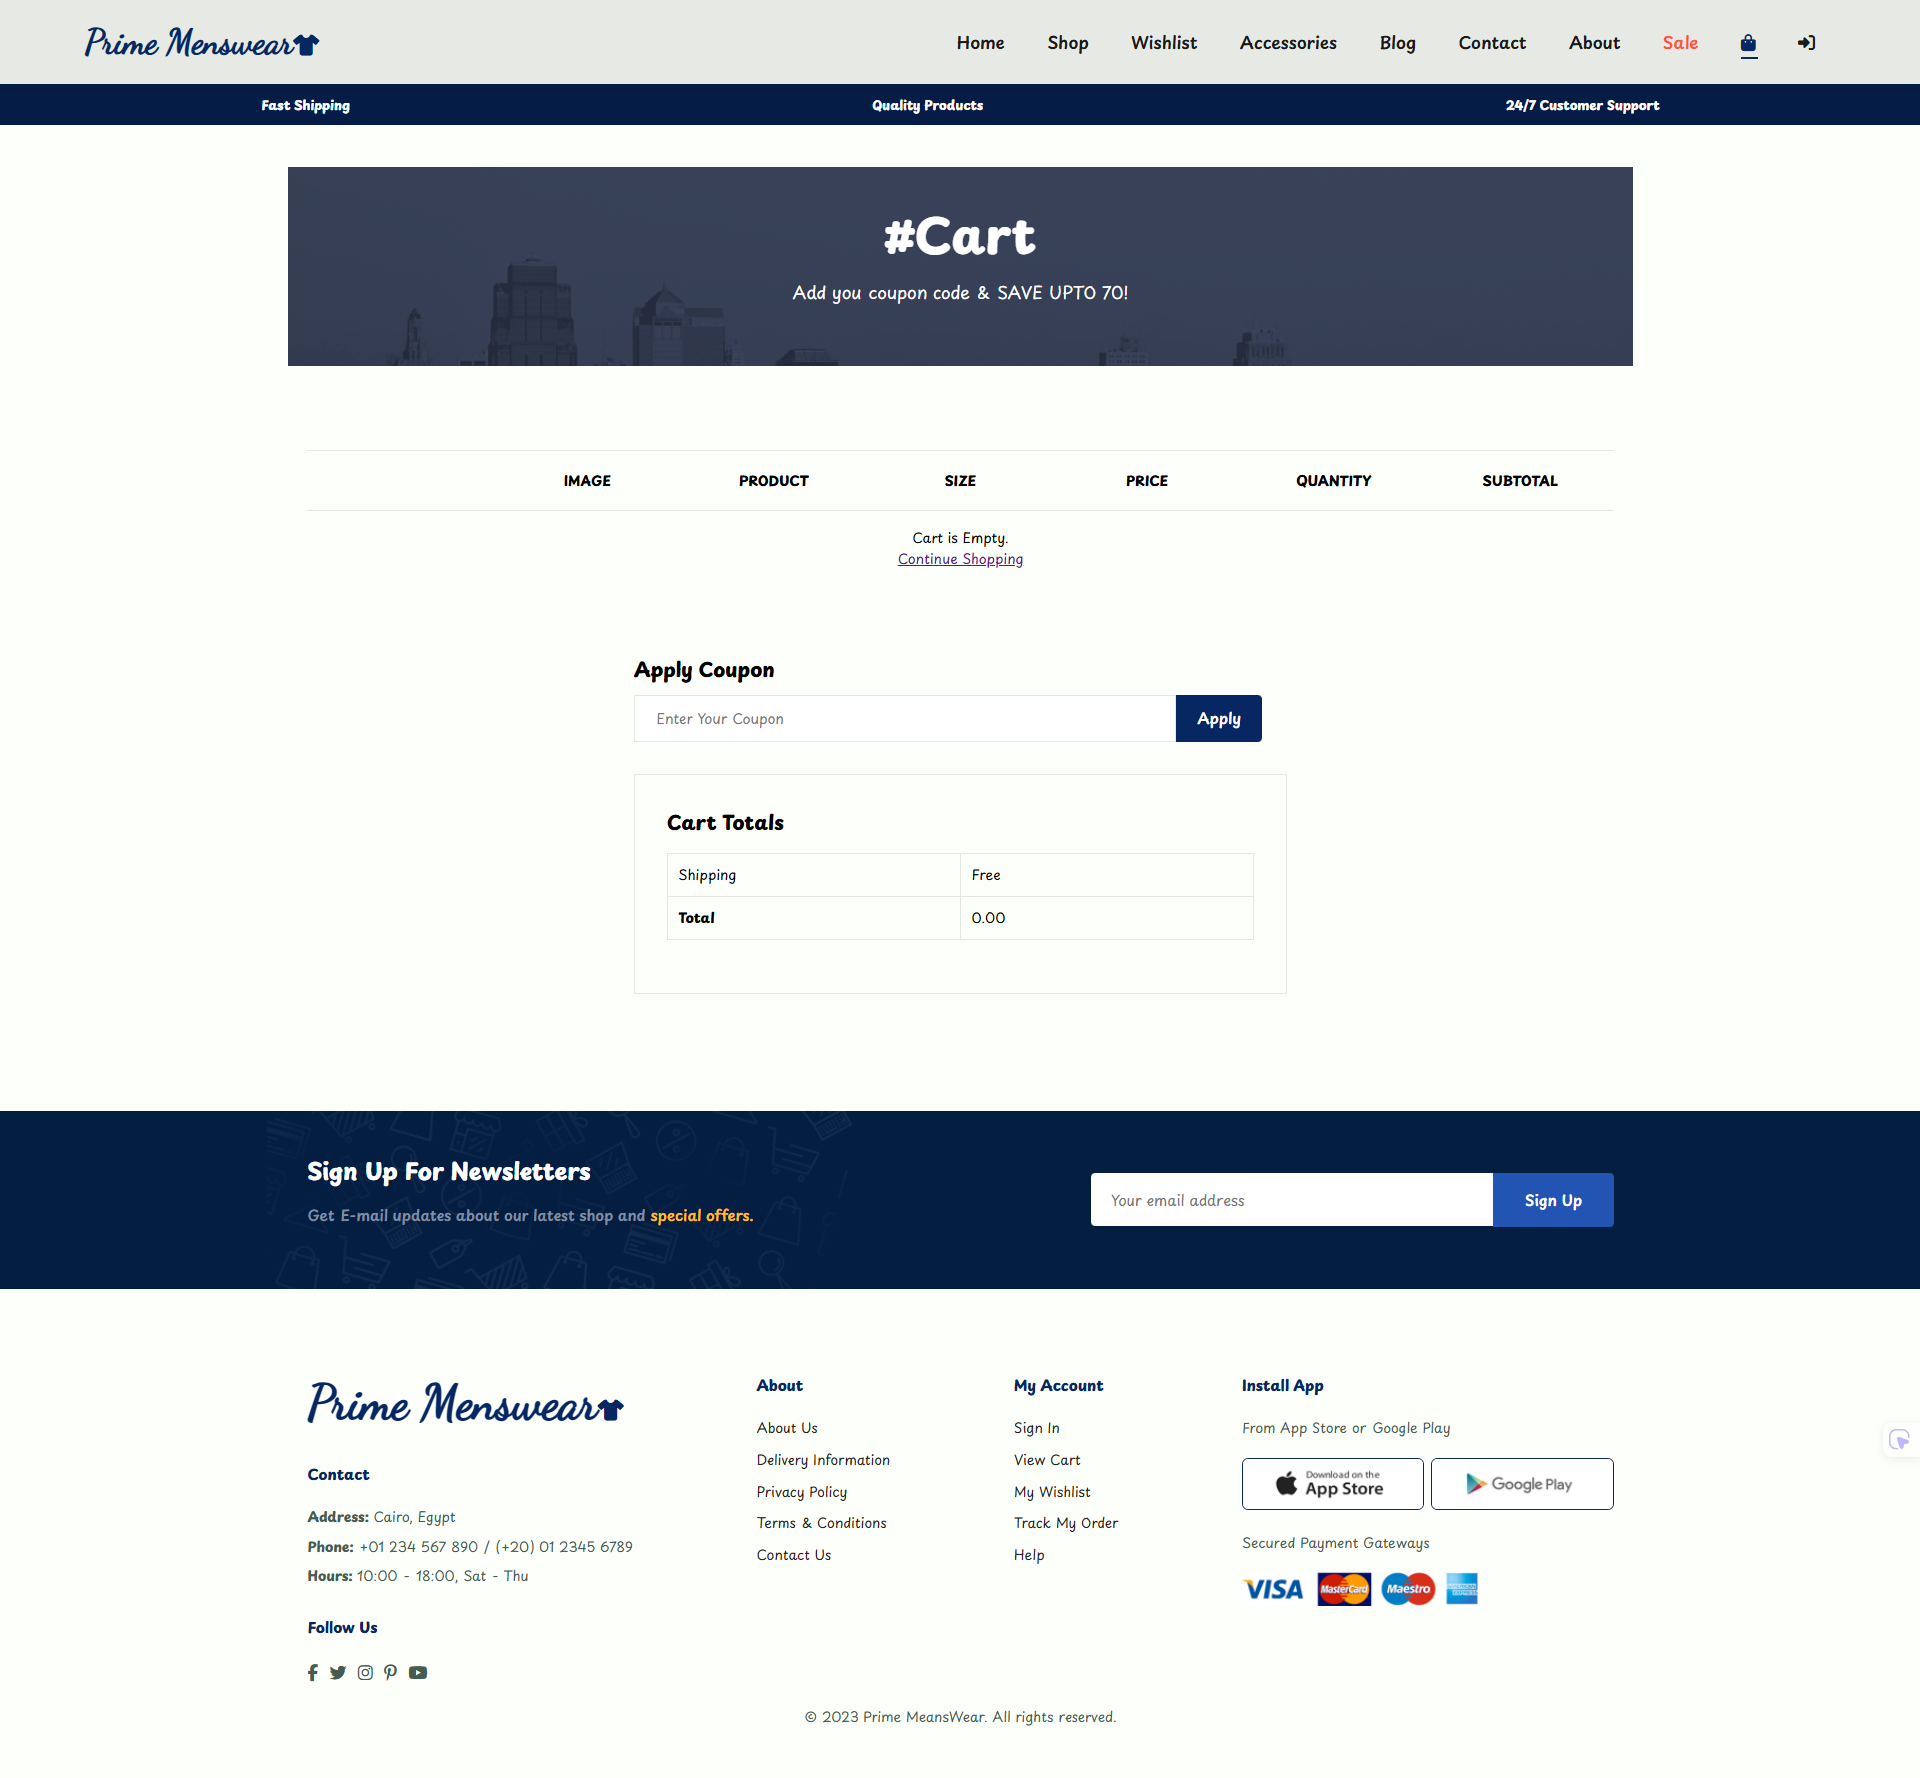 Prime Menswear
Home Shop Wishlist Accessories Blog Contact About Sale
Fast Shipping Quality Products 24/7 Customer Support
#Cart
Add you coupon code & SAVE UPTO 70!
IMAGE PRODUCT SIZE PRICE QUANTITY SUBTOTAL
Cart is Empty.
Continue Shopping
Apply Coupon
Enter Your Coupon Apply
Cart Totals
Shipping Free
Total 0.00
Sign Up For Newsletters
Get E-mail updates about our latest shop and special offers.
Your email address Sign Up
Prime Menswear
Contact
Address: Cairo, Egypt
Phone: +01 234 567 890 / (+20) 01 2345 6789
Hours: 10:00 - 18:00, Sat - Thu
Follow Us
About
About Us
Delivery Information
Privacy Policy
Terms & Conditions
Contact Us
My Account
Sign In
View Cart
My Wishlist
Track My Order
Help
Install App
From App Store or Google Play
Download on the
App Store
Google Play
Secured Payment Gateways
VISA MasterCard Maestro
© 2023 Prime MeansWear. All rights reserved.